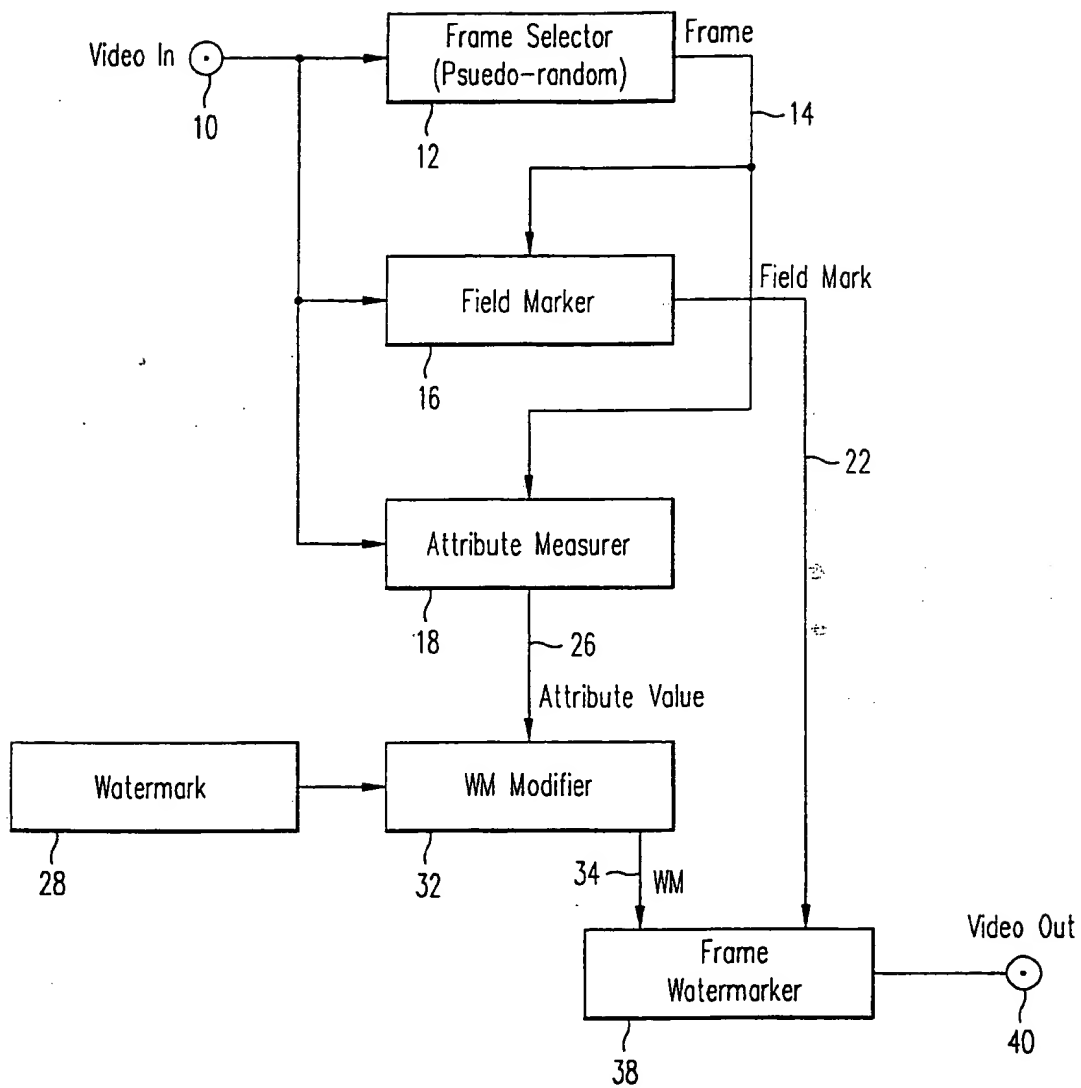 Video In
10
Frame Selector
(Psuedo-random)
12
Frame
14
Field Marker
16
Field Mark
22
Attribute Measurer
18
26
Attribute Value
Watermark
28
WM Modifier
32
34
WM
Frame
Watermarker
38
Video Out
40